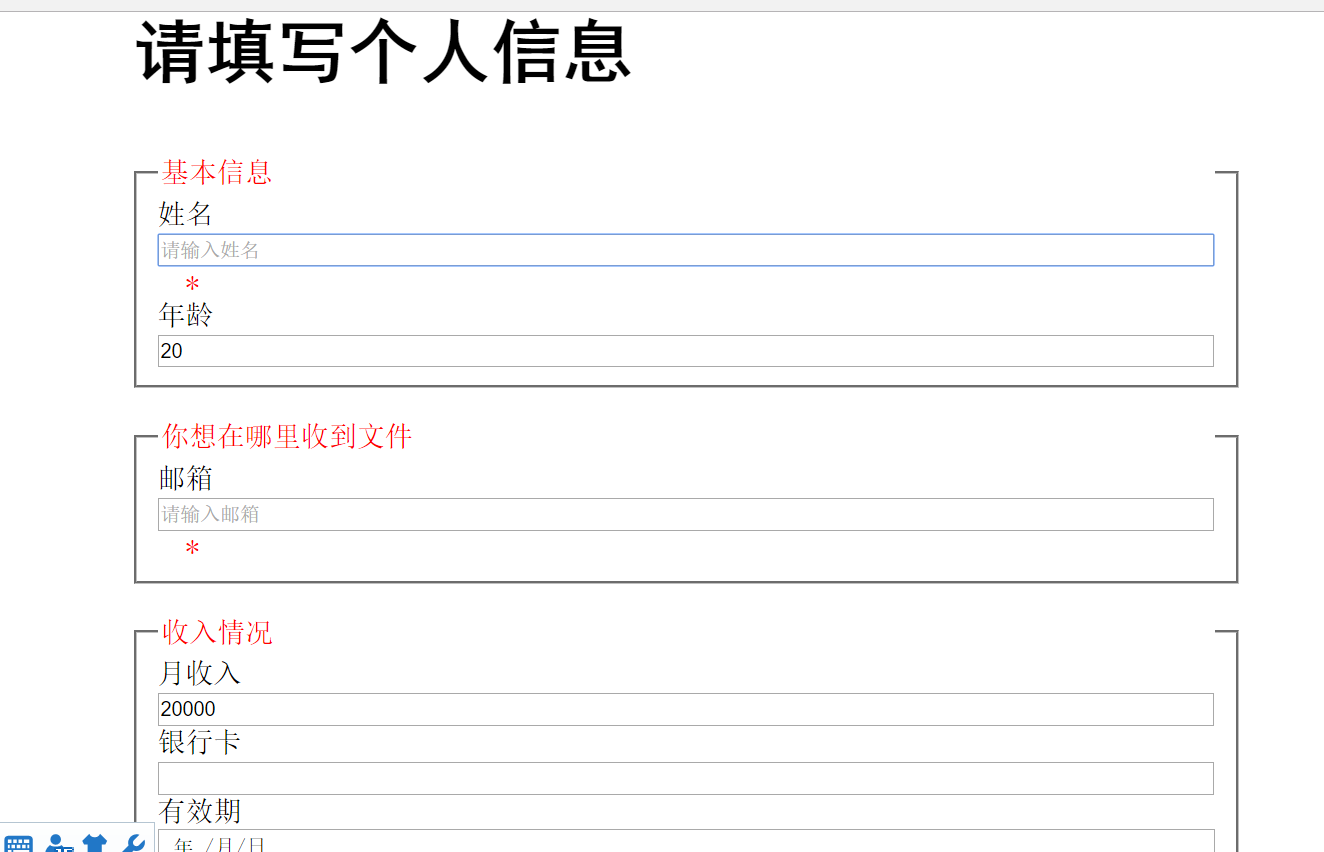 请填写个人信息
基本信息
姓名
请输入姓名
*
年龄
20
你想在哪里收到文件
邮箱
请输入邮箱
*
收入情况
月收入
20000
银行卡
有效期
年 /月/日